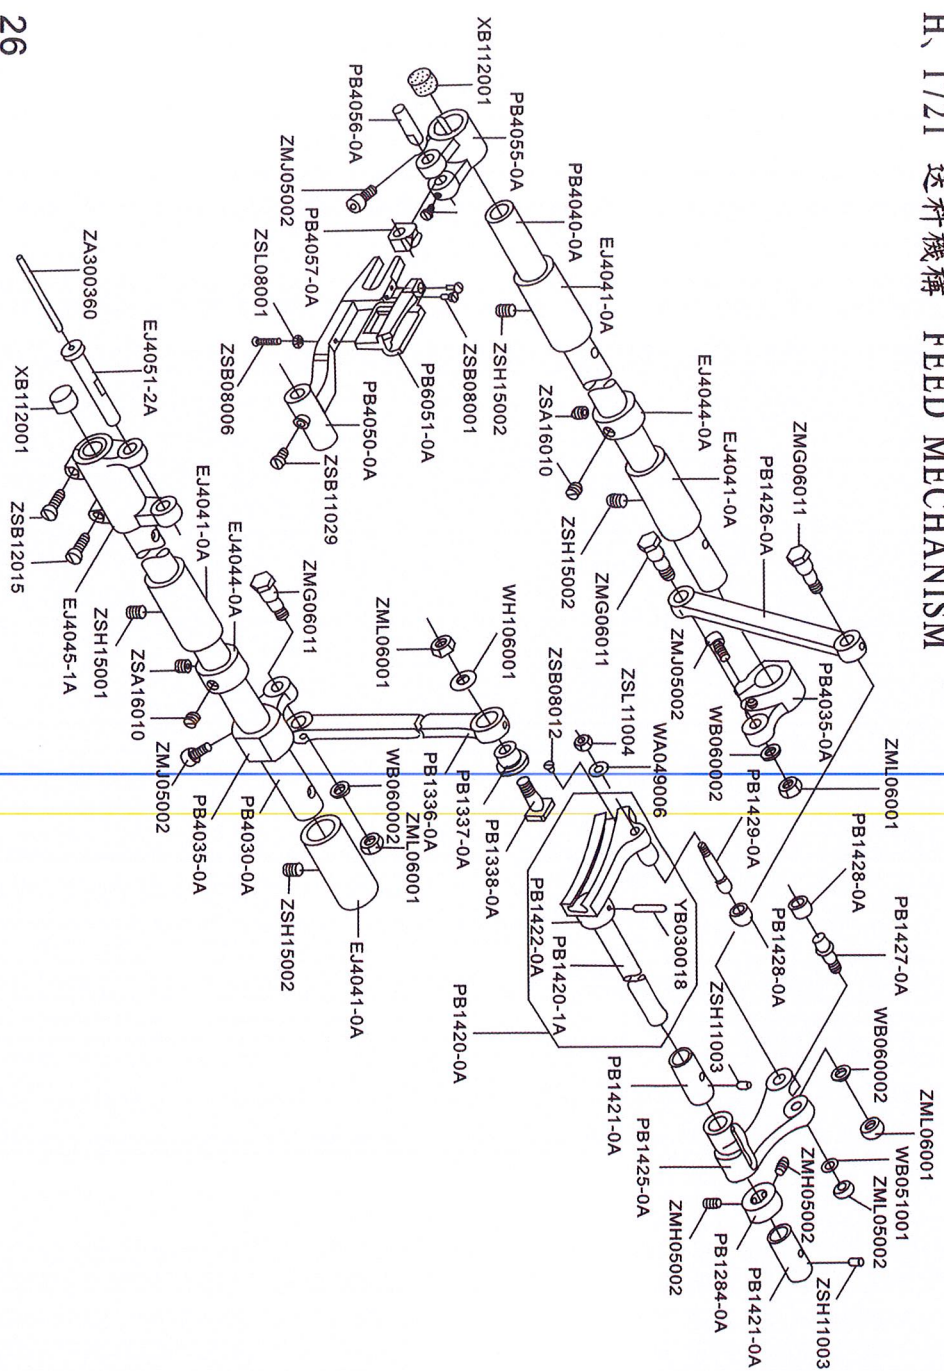 H、1721 送料機構 FEED MECHANISM
XB112001
PB4055-0A
PB4056-0A
PB4040-0A
EJ4041-0A
ZMJ05002
PB4057-0A
ZSL08001
ZSB08006
ZSB08001
PB6051-0A
PB4050-0A
ZSB11029
ZSH15002
EJ4044-0A
ZSA16010
EJ4041-0A
PB1426-0A
ZMG06011
ZSH15002
ZMG06011
ZMJ05002
PB4035-0A
WB060002
ZML06001
ZA300360
EJ4051-2A
XB112001
ZSB12015
EJ4045-1A
EJ4041-0A
EJ4044-0A
ZMG06011
ZSH15001
ZSA16010
ZMJ05002
PB4035-0A
PB4030-0A
WB060002
ZML06001
ZSH15002
EJ4041-0A
ZML06001
WH106001
PB1336-0A
PB1337-0A
PB1338-0A
ZSB08012
ZSL11004
WA049006
PB1429-0A
PB1428-0A
PB1428-0A
PB1427-0A
YB030018
PB1422-0A
PB1420-1A
PB1420-0A
ZSH11003
PB1421-0A
PB1425-0A
WB060002
ZML06001
WB051001
ZML05002
ZMH05002
ZMH05002
PB1284-0A
PB1421-0A
ZSH11003
26